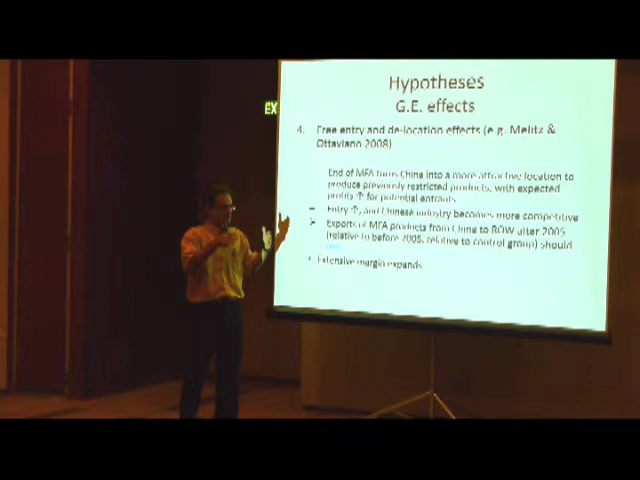 Hypotheses
G.E. effects
EX
4. Free entry and de-location effects (e.g. Melitz &
Ottaviano 2008)
End of MFA turns China into a more attractive location to
produce previously restricted products, with expected
profits ↑ for potential entrants.
Entry ↑, and Chinese industry becomes more competitive
Exports of MFA products from China to ROW after 2005
(relative to before 2005, relative to control group) should
Extensive margin expands